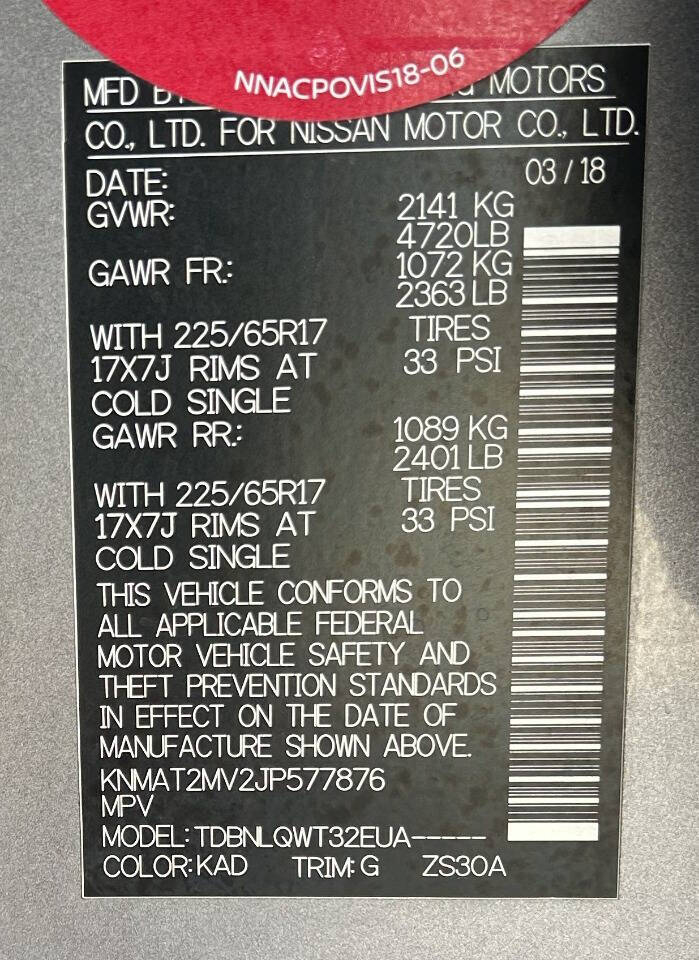 NNACPOVIS18-06
MFD BY MOTORS
CO., LTD. FOR NISSAN MOTOR CO., LTD.
DATE: 03 / 18
GVWR: 2141 KG
4720LB
GAWR FR.: 1072 KG
2363 LB
WITH 225/65R17 TIRES
17X7J RIMS AT 33 PSI
COLD SINGLE
GAWR RR.: 1089 KG
2401 LB
WITH 225/65R17 TIRES
17X7J RIMS AT 33 PSI
COLD SINGLE
THIS VEHICLE CONFORMS TO
ALL APPLICABLE FEDERAL
MOTOR VEHICLE SAFETY AND
THEFT PREVENTION STANDARDS
IN EFFECT ON THE DATE OF
MANUFACTURE SHOWN ABOVE.
KNMAT2MV2JP577876
MPV
MODEL: TDBNLQWT32EUA-----
COLOR: KAD TRIM: G ZS30A